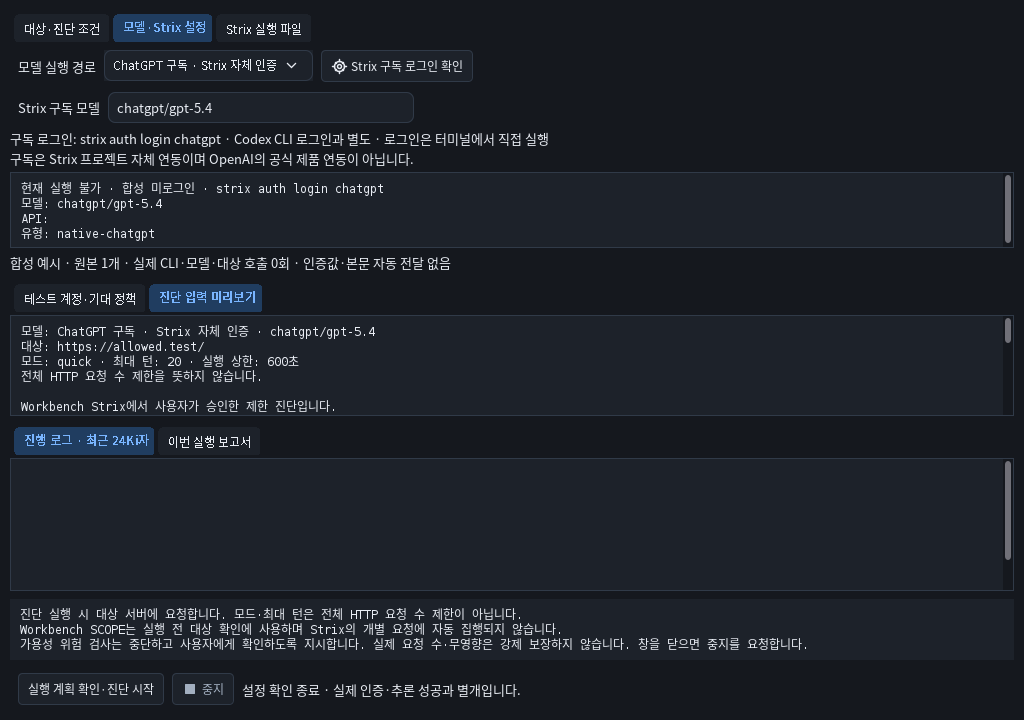 대상·진단 조건 모델·Strix 설정 Strix 실행 파일
모델 실행 경로 ChatGPT 구독 · Strix 자체 인증 Strix 구독 로그인 확인
Strix 구독 모델 chatgpt/gpt-5.4
구독 로그인: strix auth login chatgpt · Codex CLI 로그인과 별도 · 로그인은 터미널에서 직접 실행
구독은 Strix 프로젝트 자체 연동이며 OpenAI의 공식 제품 연동이 아닙니다.
현재 실행 불가 · 합성 미로그인 · strix auth login chatgpt
모델: chatgpt/gpt-5.4
API:
유형: native-chatgpt
합성 예시 · 원본 1개 · 실제 CLI·모델·대상 호출 0회 · 인증값·본문 자동 전달 없음
테스트 계정·기대 정책 진단 입력 미리보기
모델: ChatGPT 구독 · Strix 자체 인증 · chatgpt/gpt-5.4
대상: https://allowed.test/
모드: quick · 최대 턴: 20 · 실행 상한: 600초
전체 HTTP 요청 수 제한을 뜻하지 않습니다.
Workbench Strix에서 사용자가 승인한 제한 진단입니다.
진행 로그 · 최근 24Ki자 이번 실행 보고서
진단 실행 시 대상 서버에 요청합니다. 모드·최대 턴은 전체 HTTP 요청 수 제한이 아닙니다.
Workbench SCOPE는 실행 전 대상 확인에 사용하며 Strix의 개별 요청에 자동 집행되지 않습니다.
가용성 위험 검사는 중단하고 사용자에게 확인하도록 지시합니다. 실제 요청 수·무영향은 강제 보장하지 않습니다. 창을 닫으면 중지를 요청합니다.
실행 계획 확인·진단 시작 중지 설정 확인 종료 · 실제 인증·추론 성공과 별개입니다.